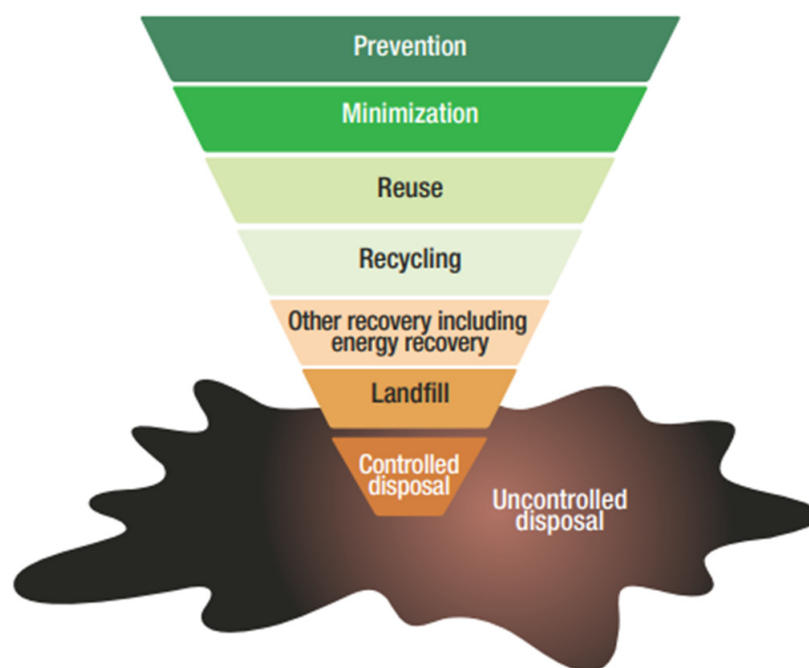 Prevention
Minimization
Reuse
Recycling
Other recovery including
energy recovery
Landfill
Controlled
disposal
Uncontrolled
disposal